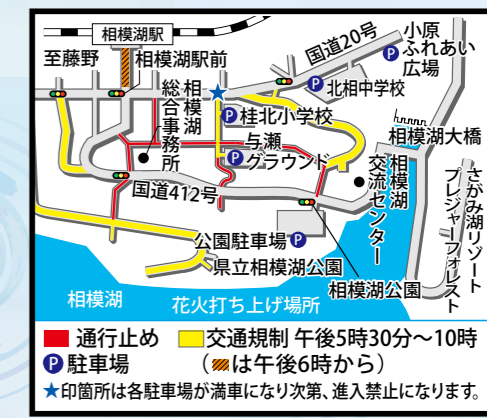 相模湖駅
至藤野
相模湖駅前
国道20号
小原
ふれあい
広場
P
P
北相中学校
相模湖
総合事務所
P
桂北小学校
与瀬
P
グラウンド
相模湖大橋
国道412号
相模湖
交流センター
さがみ湖リゾート
プレジャーフォレスト
公園駐車場
P
県立相模湖公園
相模湖公園
相模湖
花火打ち上げ場所
通行止め 交通規制 午後5時30分~10時
P 駐車場 (は午後6時から)
★印箇所は各駐車場が満車になり次第、進入禁止になります。